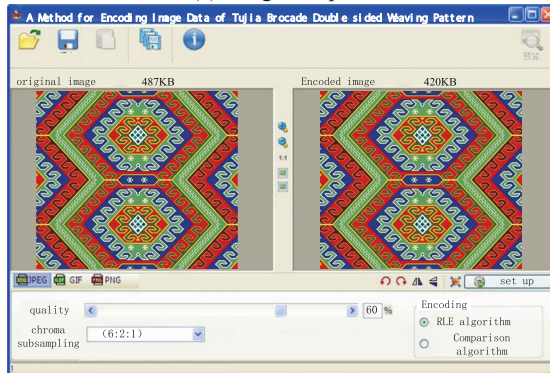 A Method for Encoding Image Data of Tujia Brocade Double sided Weaving Pattern
预览
original image 487KB
Encoded image 420KB
1:1
JPEG GIF PNG
set up
quality 60 %
chroma subsampling (6:2:1)
Encoding
RLE algorithm
Comparison
algorithm